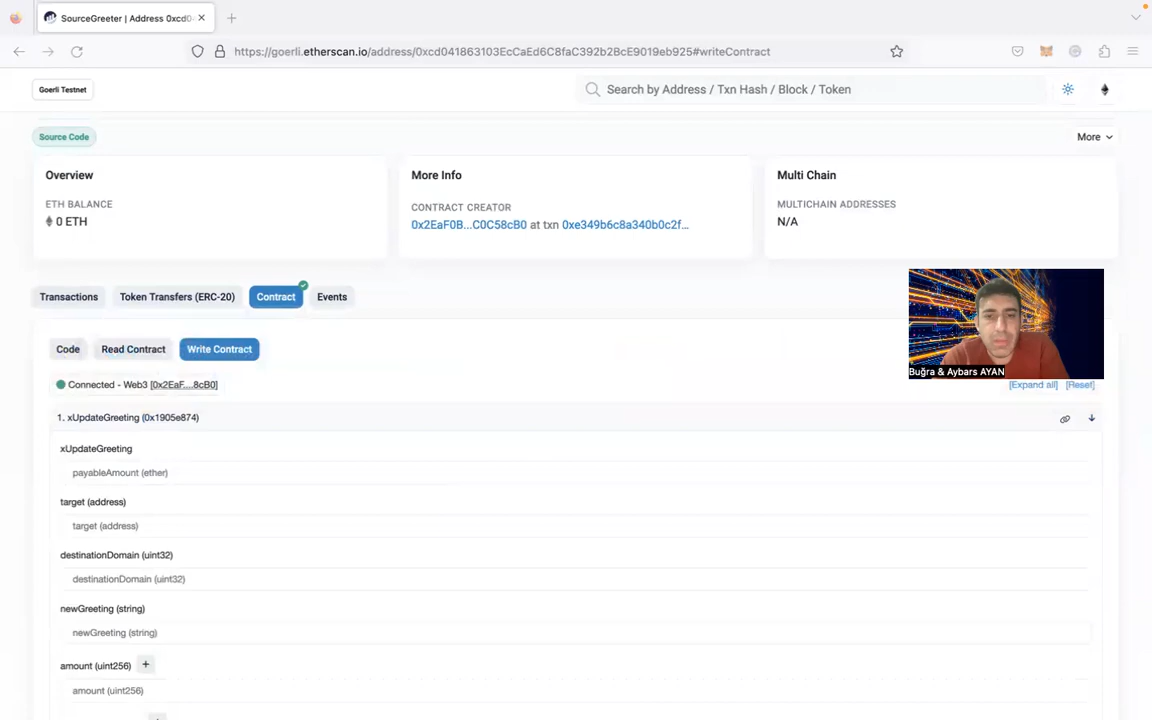 SourceGreeter | Address 0xcd0
https://goerli.etherscan.io/address/0xcd041863103EcCaEd6C8faC392b2BcE9019eb925#writeContract
Goerli Testnet
Search by Address / Txn Hash / Block / Token
Source Code
More
Overview
More Info
Multi Chain
ETH BALANCE
CONTRACT CREATOR
MULTICHAIN ADDRESSES
0 ETH
0x2EaF0B...C0C58cB0 at txn 0xe349b6c8a340b0c2f...
N/A
Transactions
Token Transfers (ERC-20)
Contract
Events
Code
Read Contract
Write Contract
Buğra & Aybars AYAN
Connected - Web3 [0x2EaF....8cB0]
[Expand all]
[Reset]
1. xUpdateGreeting (0x1905e874)
xUpdateGreeting
payableAmount (ether)
target (address)
target (address)
destinationDomain (uint32)
destinationDomain (uint32)
newGreeting (string)
newGreeting (string)
amount (uint256) +
amount (uint256)